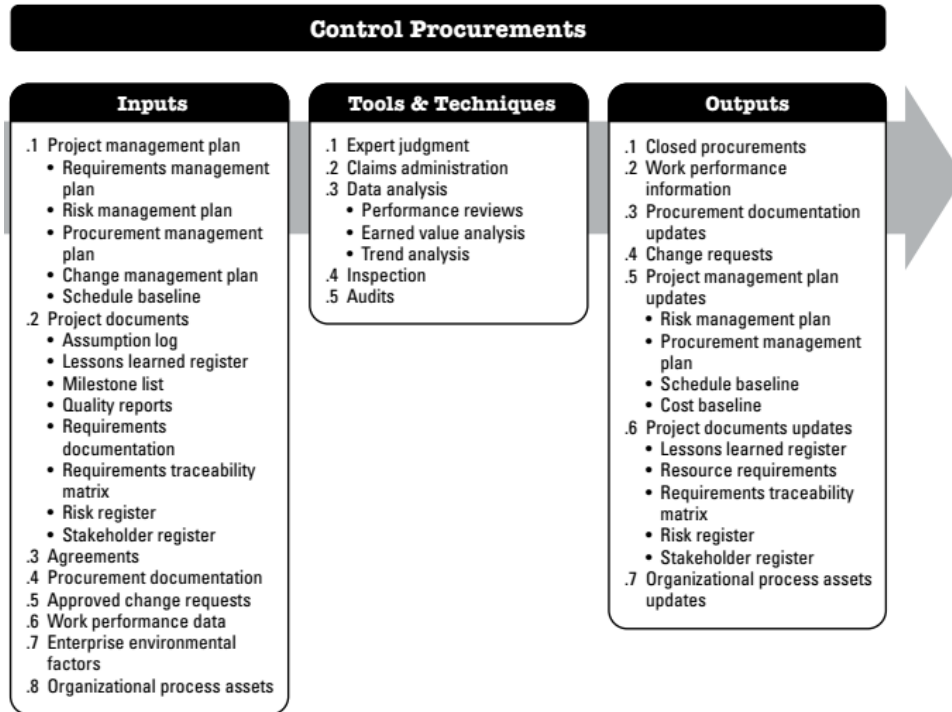 Control Procurements
Inputs
.1 Project management plan
• Requirements management
plan
• Risk management plan
• Procurement management
plan
• Change management plan
• Schedule baseline
.2 Project documents
• Assumption log
• Lessons learned register
• Milestone list
• Quality reports
• Requirements
documentation
• Requirements traceability
matrix
• Risk register
• Stakeholder register
.3 Agreements
.4 Procurement documentation
.5 Approved change requests
.6 Work performance data
.7 Enterprise environmental
factors
.8 Organizational process assets
Tools & Techniques
.1 Expert judgment
.2 Claims administration
.3 Data analysis
• Performance reviews
• Earned value analysis
• Trend analysis
.4 Inspection
.5 Audits
Outputs
.1 Closed procurements
.2 Work performance
information
.3 Procurement documentation
updates
.4 Change requests
.5 Project management plan
updates
• Risk management plan
• Procurement management
plan
• Schedule baseline
• Cost baseline
.6 Project documents updates
• Lessons learned register
• Resource requirements
• Requirements traceability
matrix
• Risk register
• Stakeholder register
.7 Organizational process assets
updates